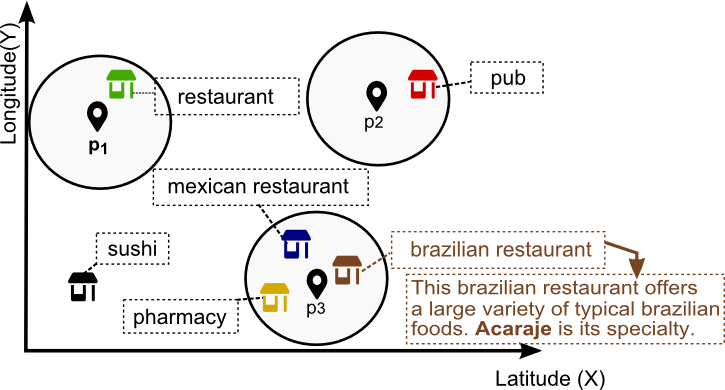 Longitude(Y)
restaurant
p1
pub
p2
mexican restaurant
sushi
brazilian restaurant
This brazilian restaurant offers
a large variety of typical brazilian
foods. Acaraje is its specialty.
pharmacy
p3
Latitude (X)